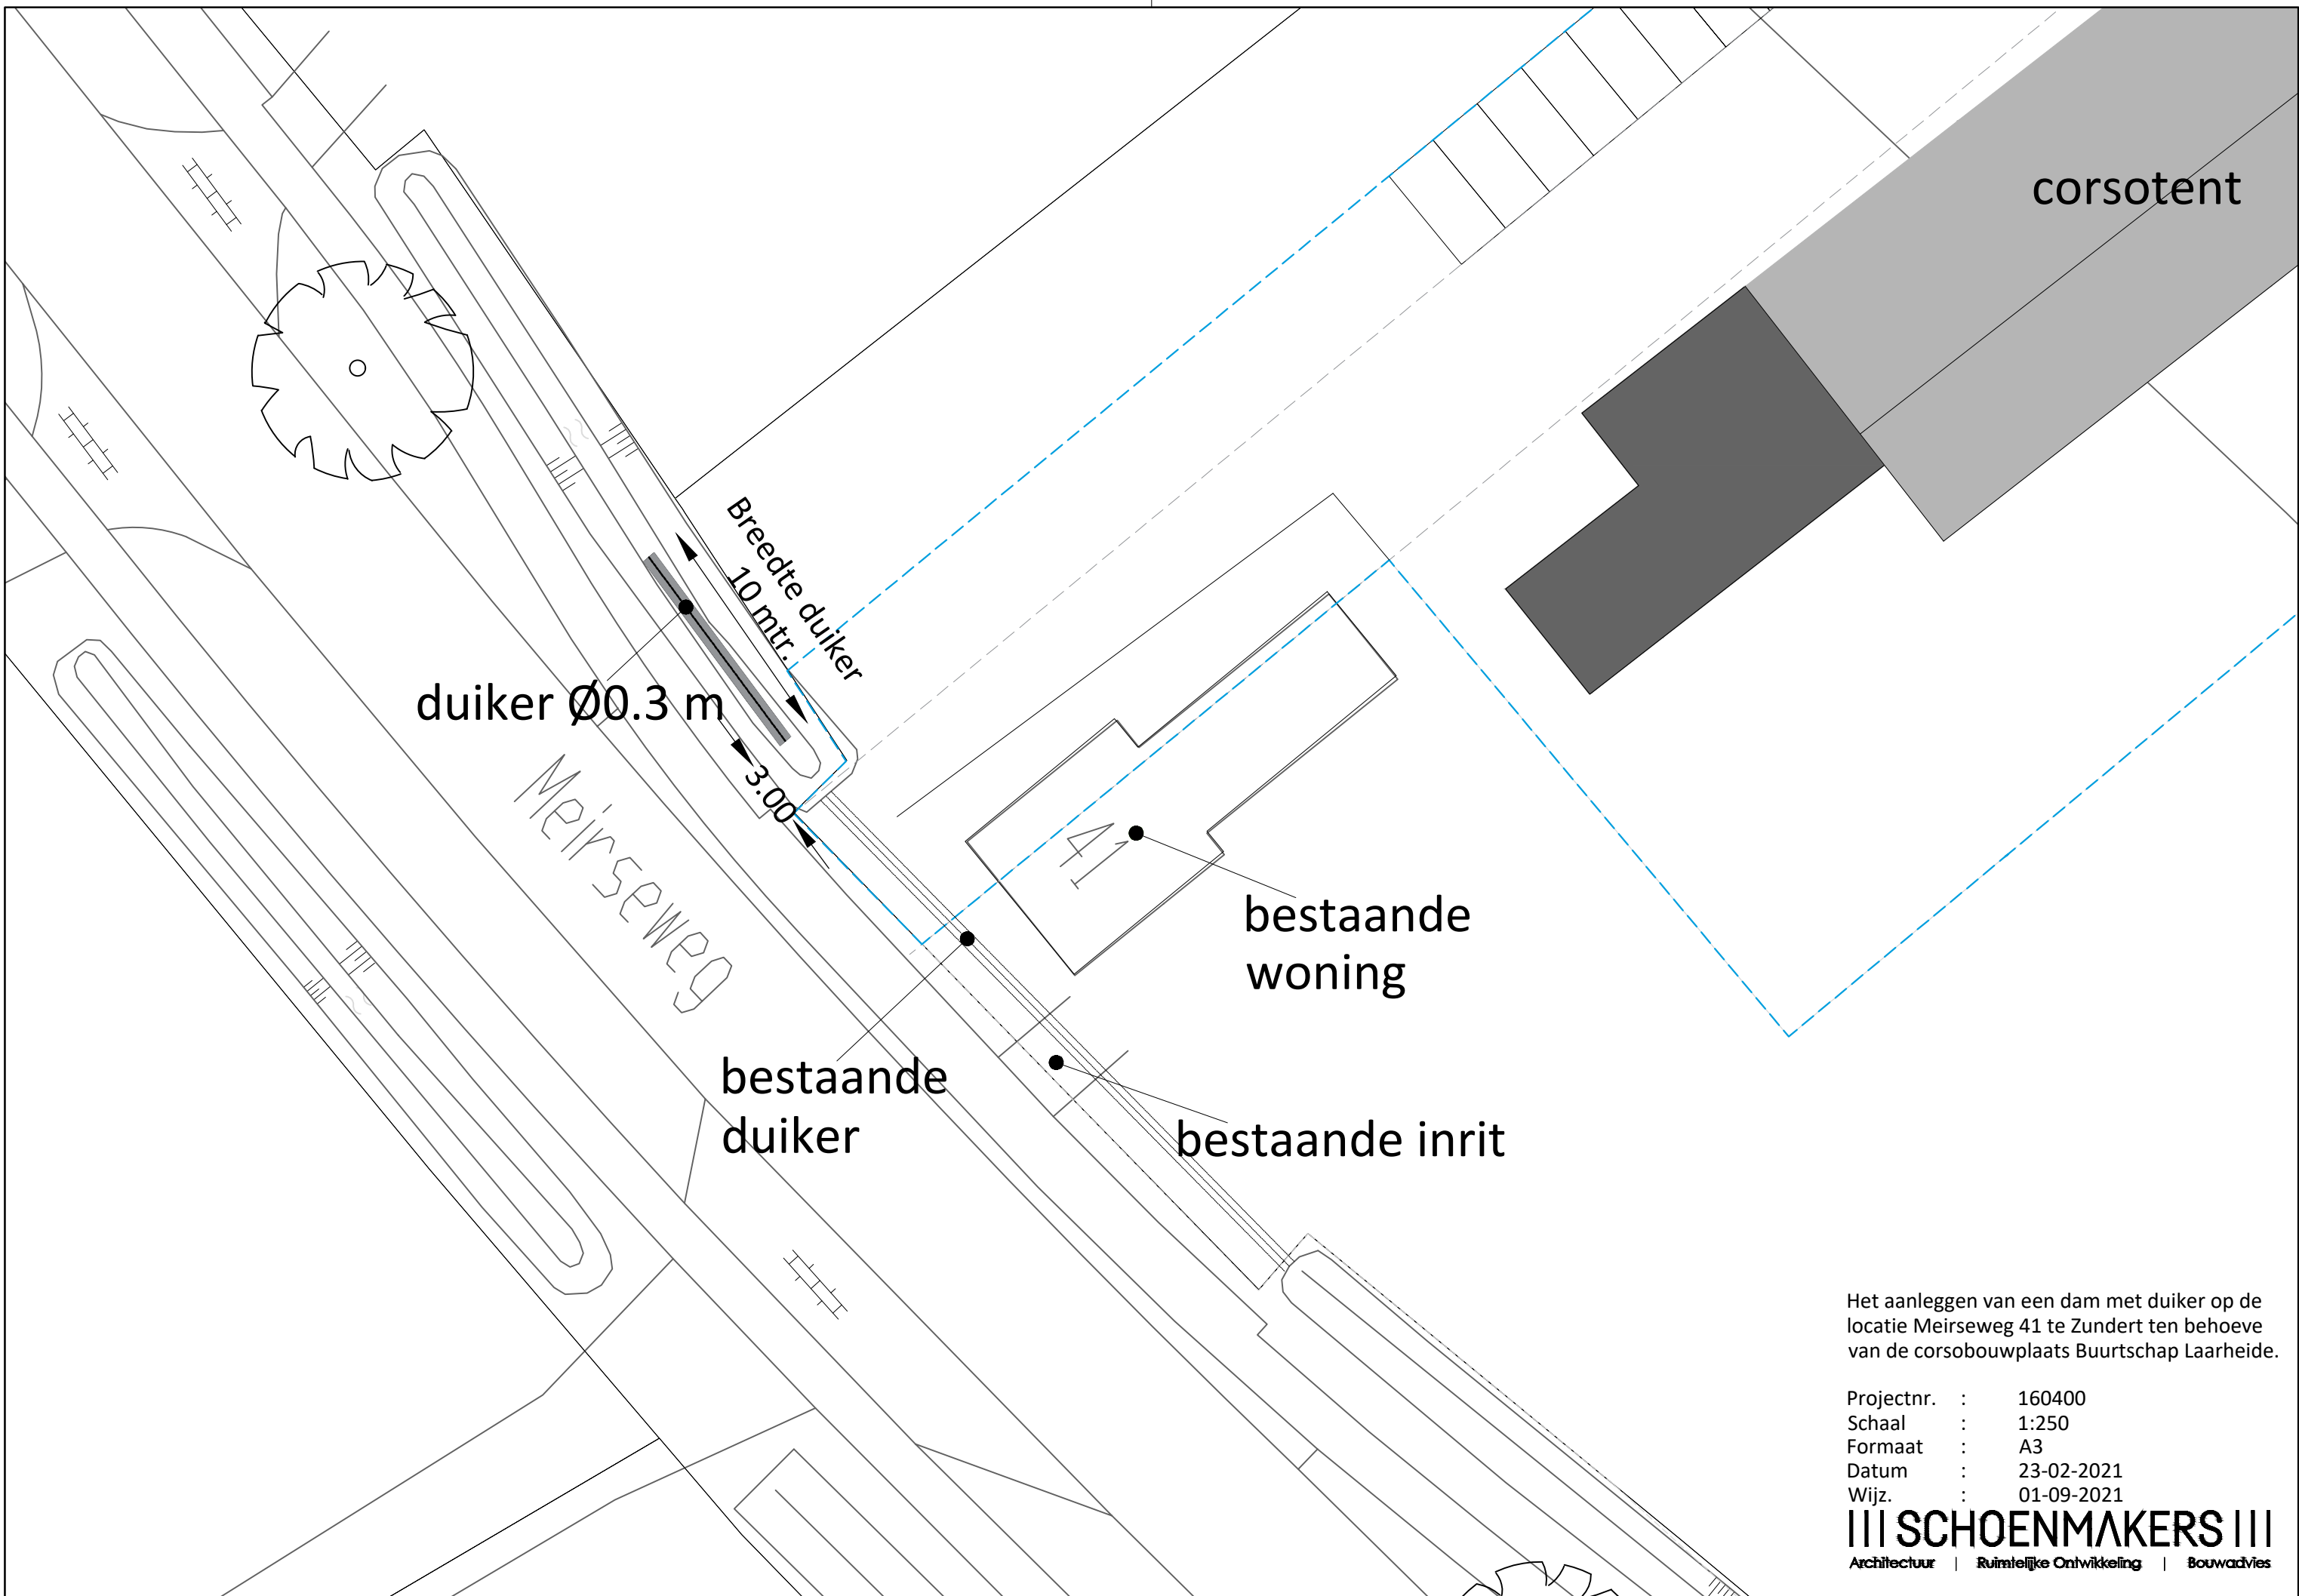 corsotent
Breedte duiker
10 mtr.
duiker Ø0.3 m
3.00
Meirseweg
41
bestaande
woning
bestaande
duiker
bestaande inrit
Het aanleggen van een dam met duiker op de
locatie Meirseweg 41 te Zundert ten behoeve
van de corsobouwplaats Buurtschap Laarheide.
Projectnr. : 160400
Schaal : 1:250
Formaat : A3
Datum : 23-02-2021
Wijz. : 01-09-2021
||| SCHOENMAKERS |||
Architectuur | Ruimtelijke Ontwikkeling | Bouwadvies